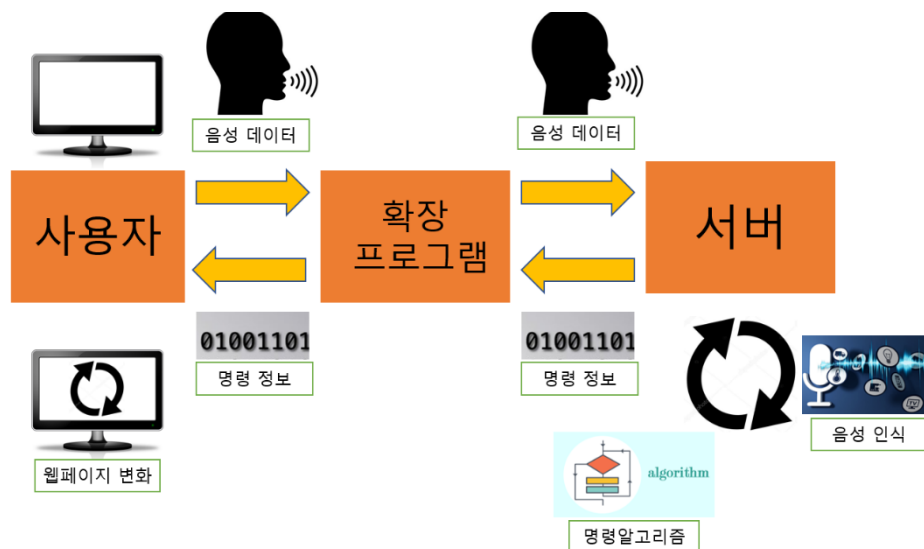 음성 데이터
음성 데이터
사용자
확장
프로그램
서버
01001101
명령 정보
01001101
명령 정보
웹페이지 변화
음성 인식
algorithm
명령알고리즘